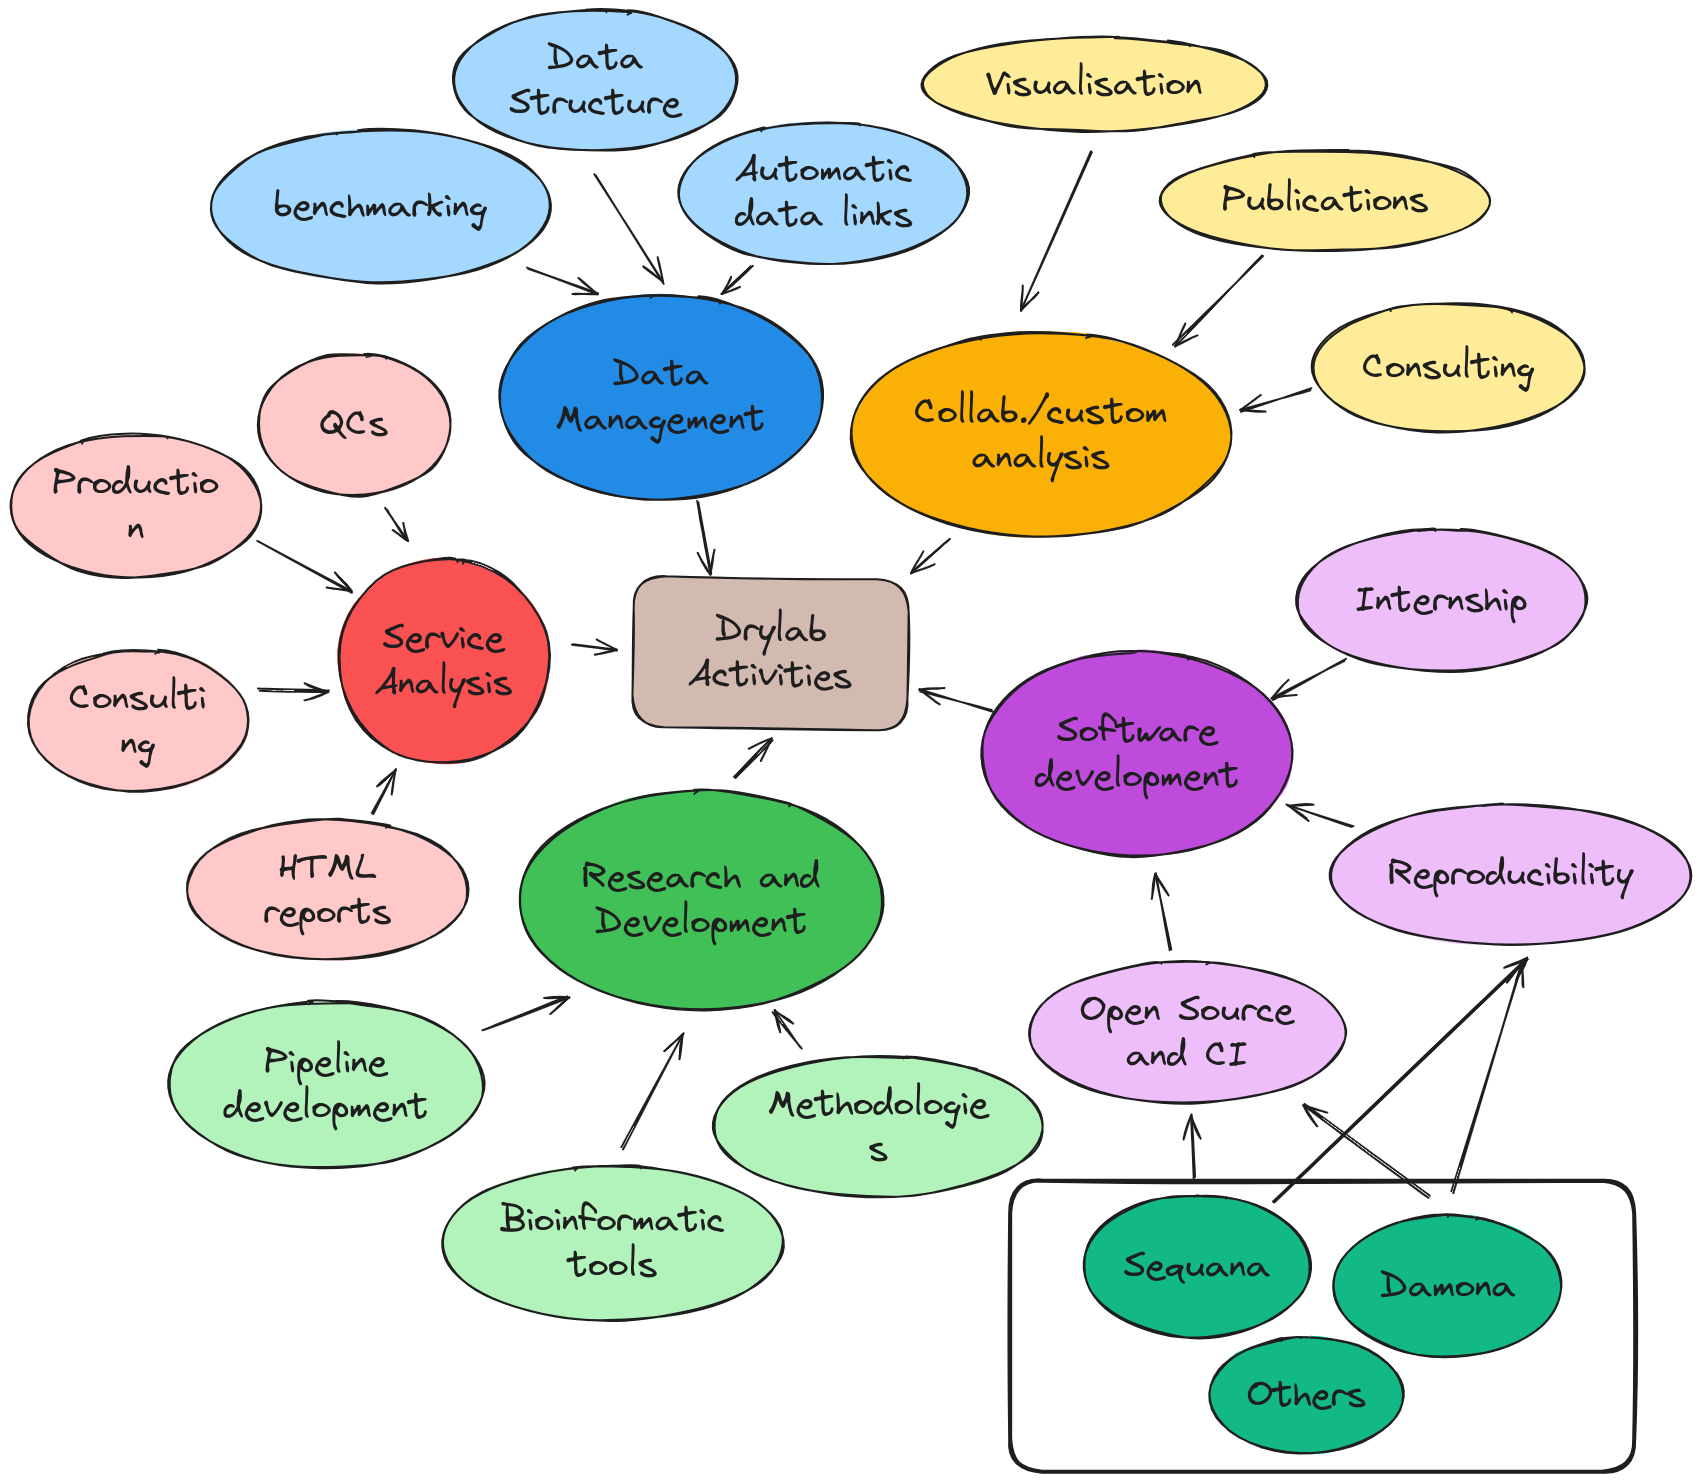 Data
Structure
Visualisation
benchmarking
Automatic
data links
Publications
Data
Management
Collab./custom
analysis
Consulting
QCs
Productio
n
Service
Analysis
Drylab
Activities
Internship
Consulti
ng
Software
development
HTML
reports
Research and
Development
Reproducibility
Pipeline
development
Methodologie
s
Open Source
and CI
Bioinformatic
tools
Sequana
Damona
Others